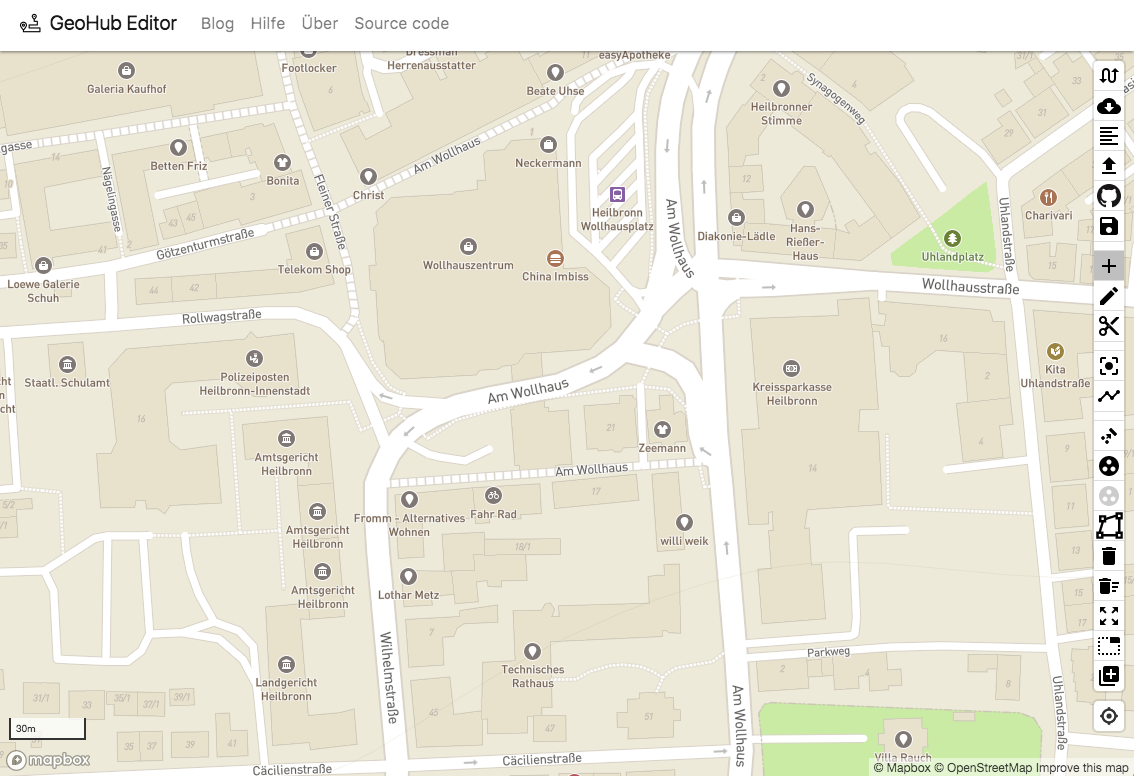 GeoHub Editor Blog Hilfe Über Source code
Footlocker
Herrenausstatter
easyApotheke
Galeria Kaufhof
Beate Uhse
Heilbronner
Stimme
Synagogenweg
Am Wollhaus
Neckermann
Betten Friz
Bonita
Christ
Nägelingasse
Fleiner Straße
Götzenturmstraße
Heilbronn
Wollhausplatz
Am Wollhaus
Diakonie-Lädle
Hans-
Rießer-
Haus
Charivari
Uhlandstraße
Uhlandplatz
Wollhauszentrum
China Imbiss
Telekom Shop
Loewe Galerie
Schuh
Wollhausstraße
Rollwagstraße
Staatl. Schulamt
Polizeiposten
Heilbronn-Innenstadt
Am Wollhaus
Kreissparkasse
Heilbronn
Kita
Uhlandstraße
Zeemann
Amtsgericht
Heilbronn
Am Wollhaus
Fromm - Alternatives
Wohnen
Fahr Rad
Amtsgericht
Heilbronn
willi weik
Amtsgericht
Heilbronn
Lothar Metz
Wilhelmstraße
Technisches
Rathaus
Parkweg
Landgericht
Heilbronn
Am Wollhaus
Uhlandstraße
30m
mapbox
Villa Rauch
Cäcilienstraße
Cäcilienstraße
© Mapbox © OpenStreetMap Improve this map